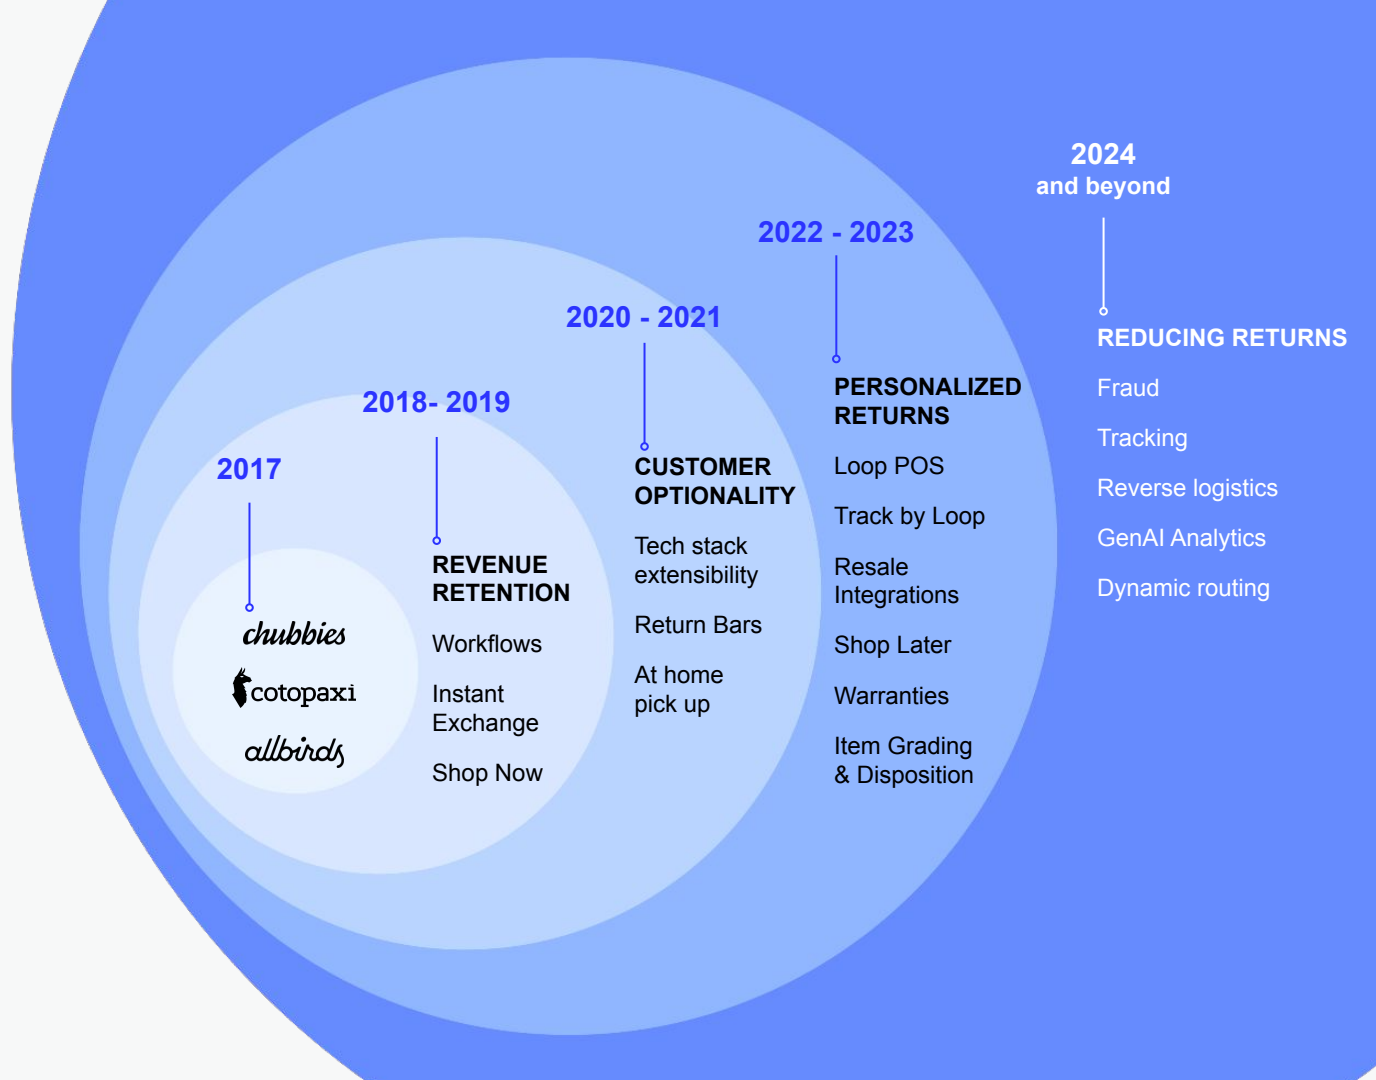 2017
chubbies
cotopaxi
allbirds
2018- 2019
REVENUE
RETENTION
Workflows
Instant
Exchange
Shop Now
2020 - 2021
CUSTOMER
OPTIONALITY
Tech stack
extensibility
Return Bars
At home
pick up
2022 - 2023
PERSONALIZED
RETURNS
Loop POS
Track by Loop
Resale
Integrations
Shop Later
Warranties
Item Grading
& Disposition
2024
and beyond
REDUCING RETURNS
Fraud
Tracking
Reverse logistics
GenAI Analytics
Dynamic routing